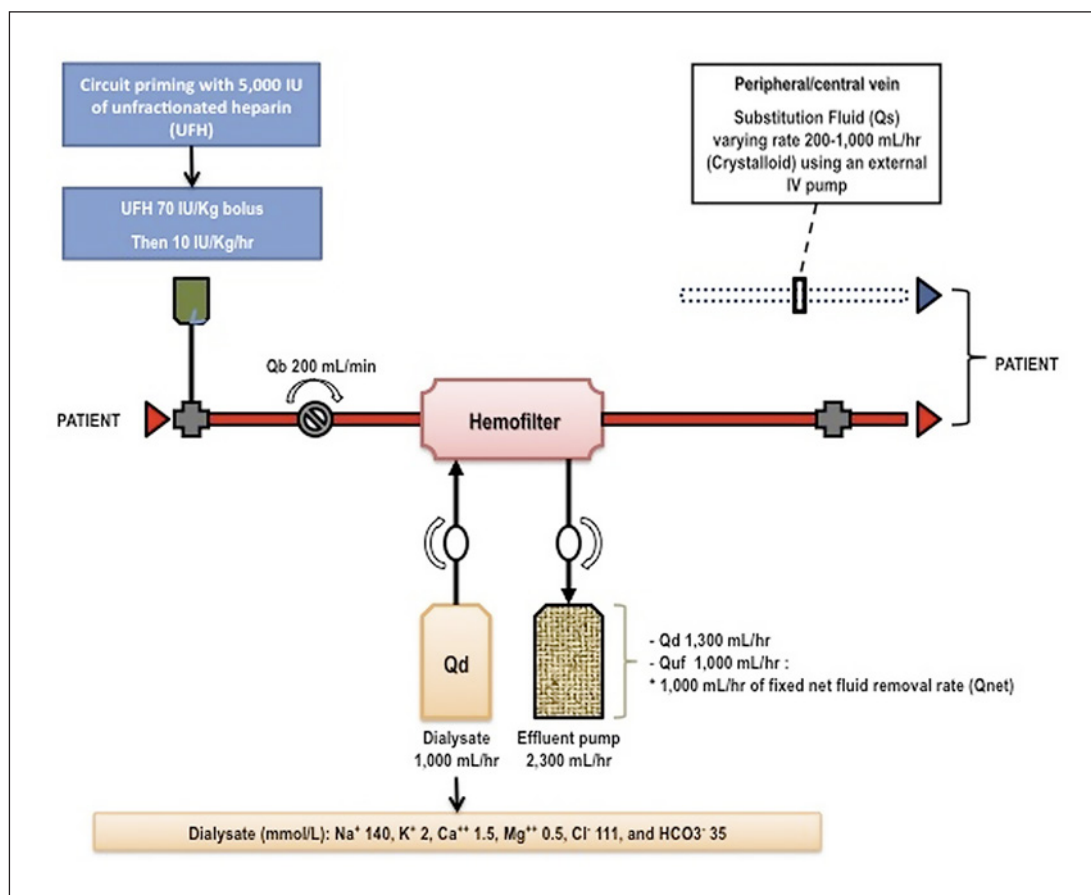 Circuit priming with 5,000 IU
of unfractionated heparin
(UFH)
UFH 70 IU/Kg bolus
Then 10 IU/Kg/hr
Peripheral/central vein
Substitution Fluid (Qs)
varying rate 200-1,000 mL/hr
(Crystalloid) using an external
IV pump
Qb 200 mL/min
PATIENT
Hemofilter
PATIENT
Qd
- Qd 1,300 mL/hr
- Quf 1,000 mL/hr :
* 1,000 mL/hr of fixed net fluid removal rate (Qnet)
Dialysate
1,000 mL/hr
Effluent pump
2,300 mL/hr
Dialysate (mmol/L): Na⁺ 140, K⁺ 2, Ca⁺⁺ 1.5, Mg⁺⁺ 0.5, Cl⁻ 111, and HCO3⁻ 35